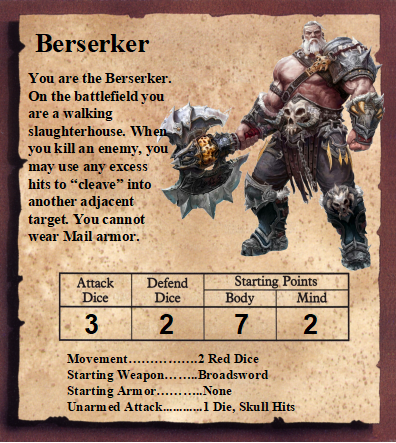 Berserker
You are the Berserker.
On the battlefield you
are a walking
slaughterhouse. When
you kill an enemy, you
may use any excess
hits to “cleave” into
another adjacent
target. You cannot
wear Mail armor.
Attack Dice Defend Dice Starting Points
Body Mind
3 2 7 2
Movement…………….2 Red Dice
Starting Weapon……..Broadsword
Starting Armor………...None
Unarmed Attack............1 Die, Skull Hits